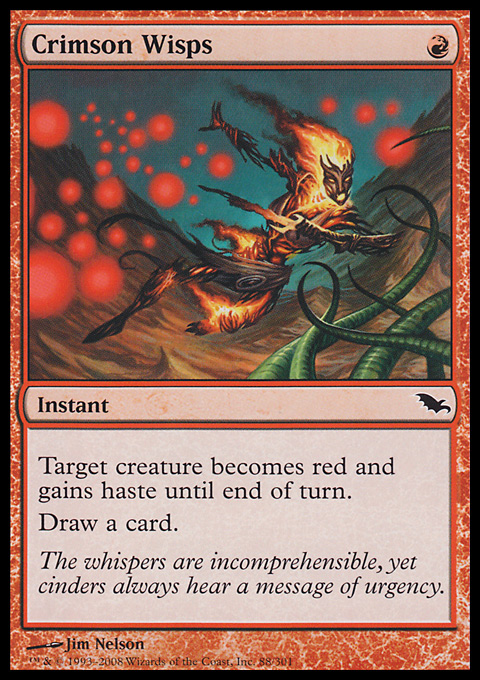 Crimson Wisps
Instant
Target creature becomes red and
gains haste until end of turn.
Draw a card.
The whispers are incomprehensible, yet
cinders always hear a message of urgency.
Jim Nelson
™ & © 1993-2008 Wizards of the Coast, Inc. 88/301